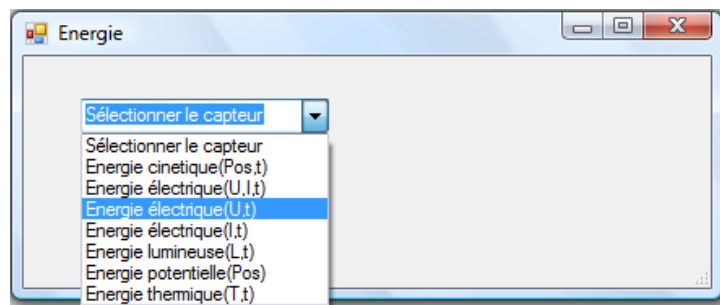 Energie
Sélectionner le capteur
Sélectionner le capteur
Energie cinetique(Pos,t)
Energie électrique(U,I,t)
Energie électrique(U,t)
Energie électrique(I,t)
Energie lumineuse(L,t)
Energie potentielle(Pos)
Energie thermique(T,t)